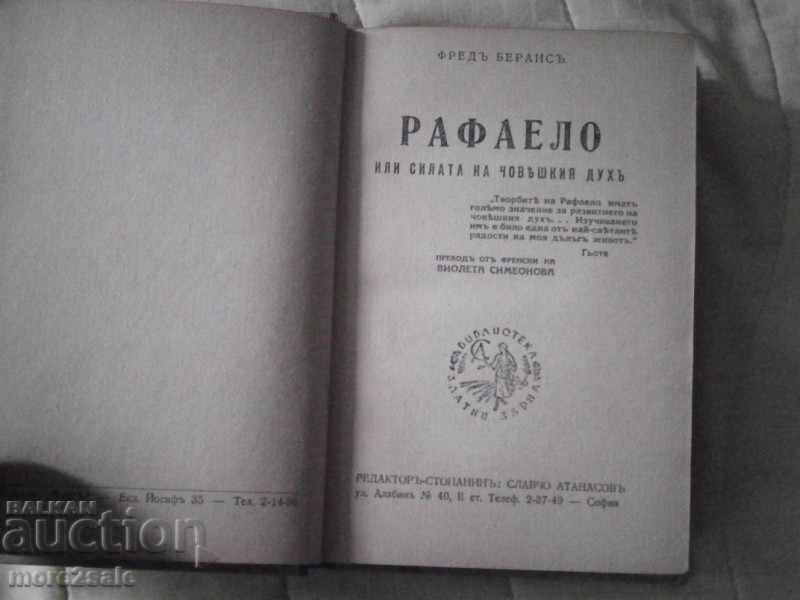 Екз. Йосифъ 35 — Тел. 2-14-
ФРЕДЪ БЕРАНСЪ
РАФАЕЛО
ИЛИ СИЛАТА НА ЧОВѢШКИЯ ДУХЪ
„Творбитѣ на Рафаело иматъ
голѣмо значение за развитието на
човѣшкия духъ... Изучването
имъ е било една отъ най-свѣтлитѣ
радости на моя дълъгъ животъ.“
Гьоте
ПРЕВОДЪ ОТЪ ФРЕНСКИ НА
ВИОЛЕТА СИМЕОНОВА
БИБЛИОТЕКА
ЗЛАТНИ ЗЪРНА
РЕДАКТОРЪ-СТОПАНИНЪ: СЛАВЧО АТАНАСОВЪ
ул. Алабинъ № 40, II ет. Телеф. 2-37-49 — София
BALKAN
auction
more2sale